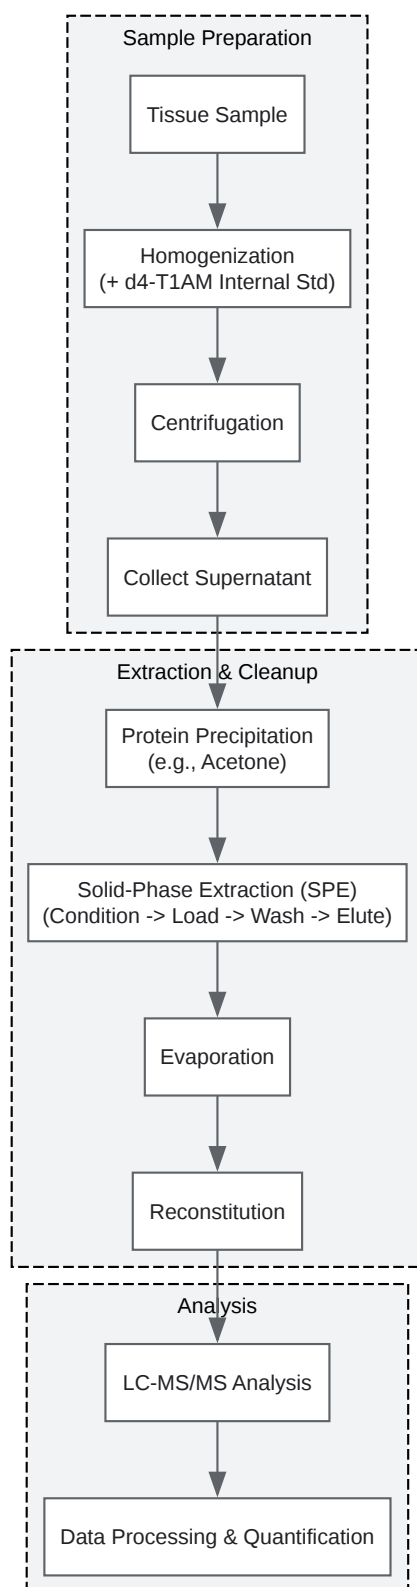 Sample Preparation
Tissue Sample
Homogenization
(+ d4-T1AM Internal Std)
Centrifugation
Collect Supernatant
Extraction & Cleanup
Protein Precipitation
(e.g., Acetone)
Solid-Phase Extraction (SPE)
(Condition -> Load -> Wash -> Elute)
Evaporation
Reconstitution
Analysis
LC-MS/MS Analysis
Data Processing & Quantification